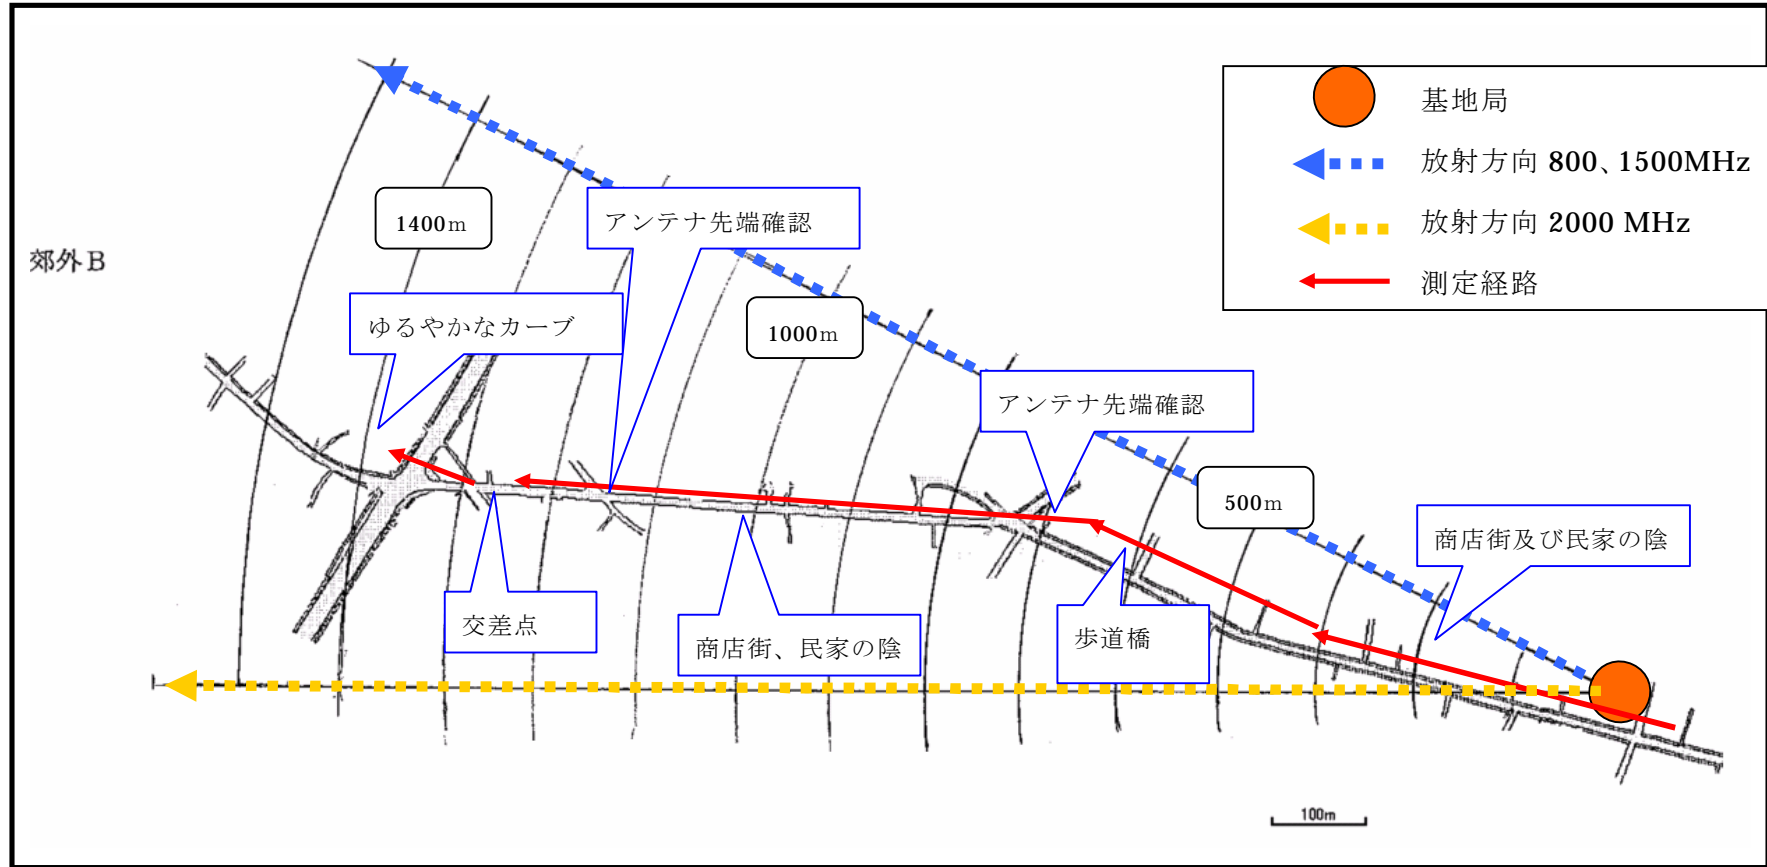 基地局
放射方向 800、1500MHz
放射方向 2000 MHz
測定経路
郊外B
1400m
アンテナ先端確認
ゆるやかなカーブ
1000m
アンテナ先端確認
500m
商店街及び民家の陰
交差点
商店街、民家の陰
歩道橋
100m